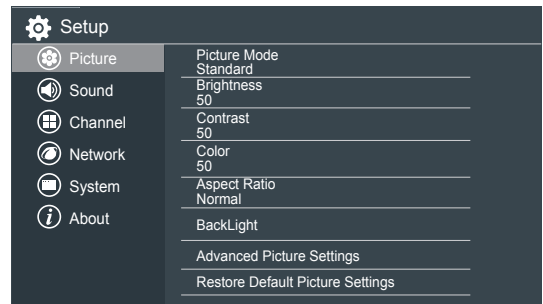 Setup
Picture
Sound
Channel
Network
System
About
Picture Mode
Standard
Brightness
50
Contrast
50
Color
50
Aspect Ratio
Normal
BackLight
Advanced Picture Settings
Restore Default Picture Settings